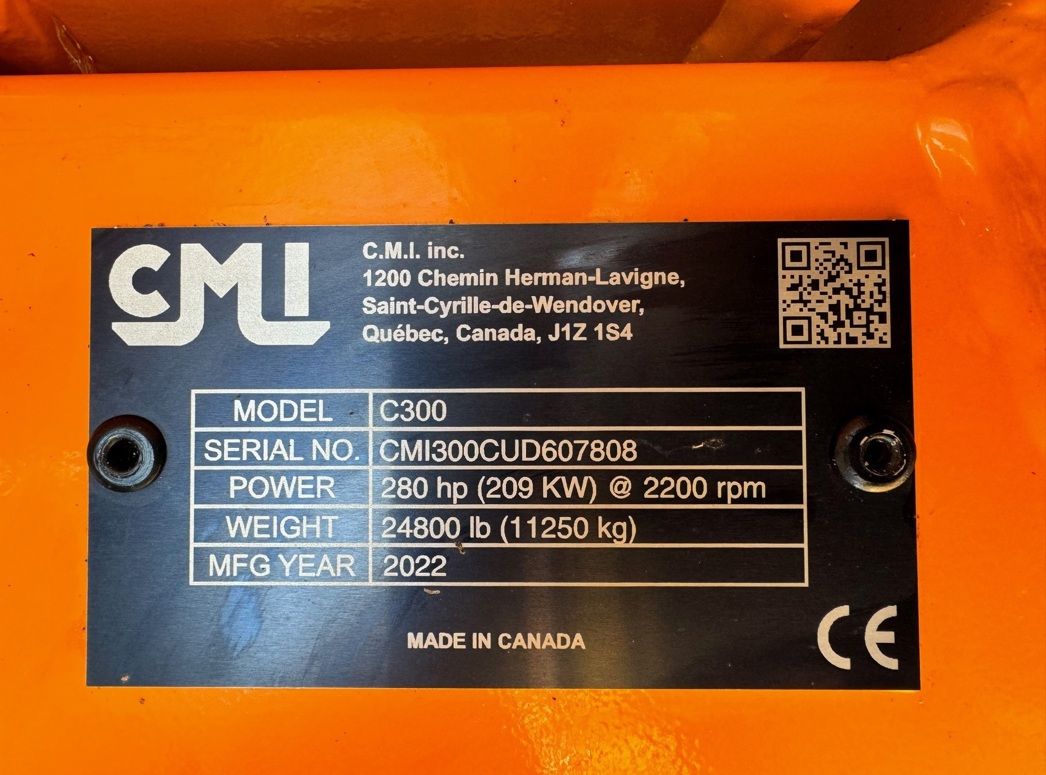 CMI
C.M.I. inc.
1200 Chemin Herman-Lavigne,
Saint-Cyrille-de-Wendover,
Québec, Canada, J1Z 1S4
MODEL C300
SERIAL NO. CMI300CUD607808
POWER 280 hp (209 KW) @ 2200 rpm
WEIGHT 24800 lb (11250 kg)
MFG YEAR 2022
MADE IN CANADA
CE